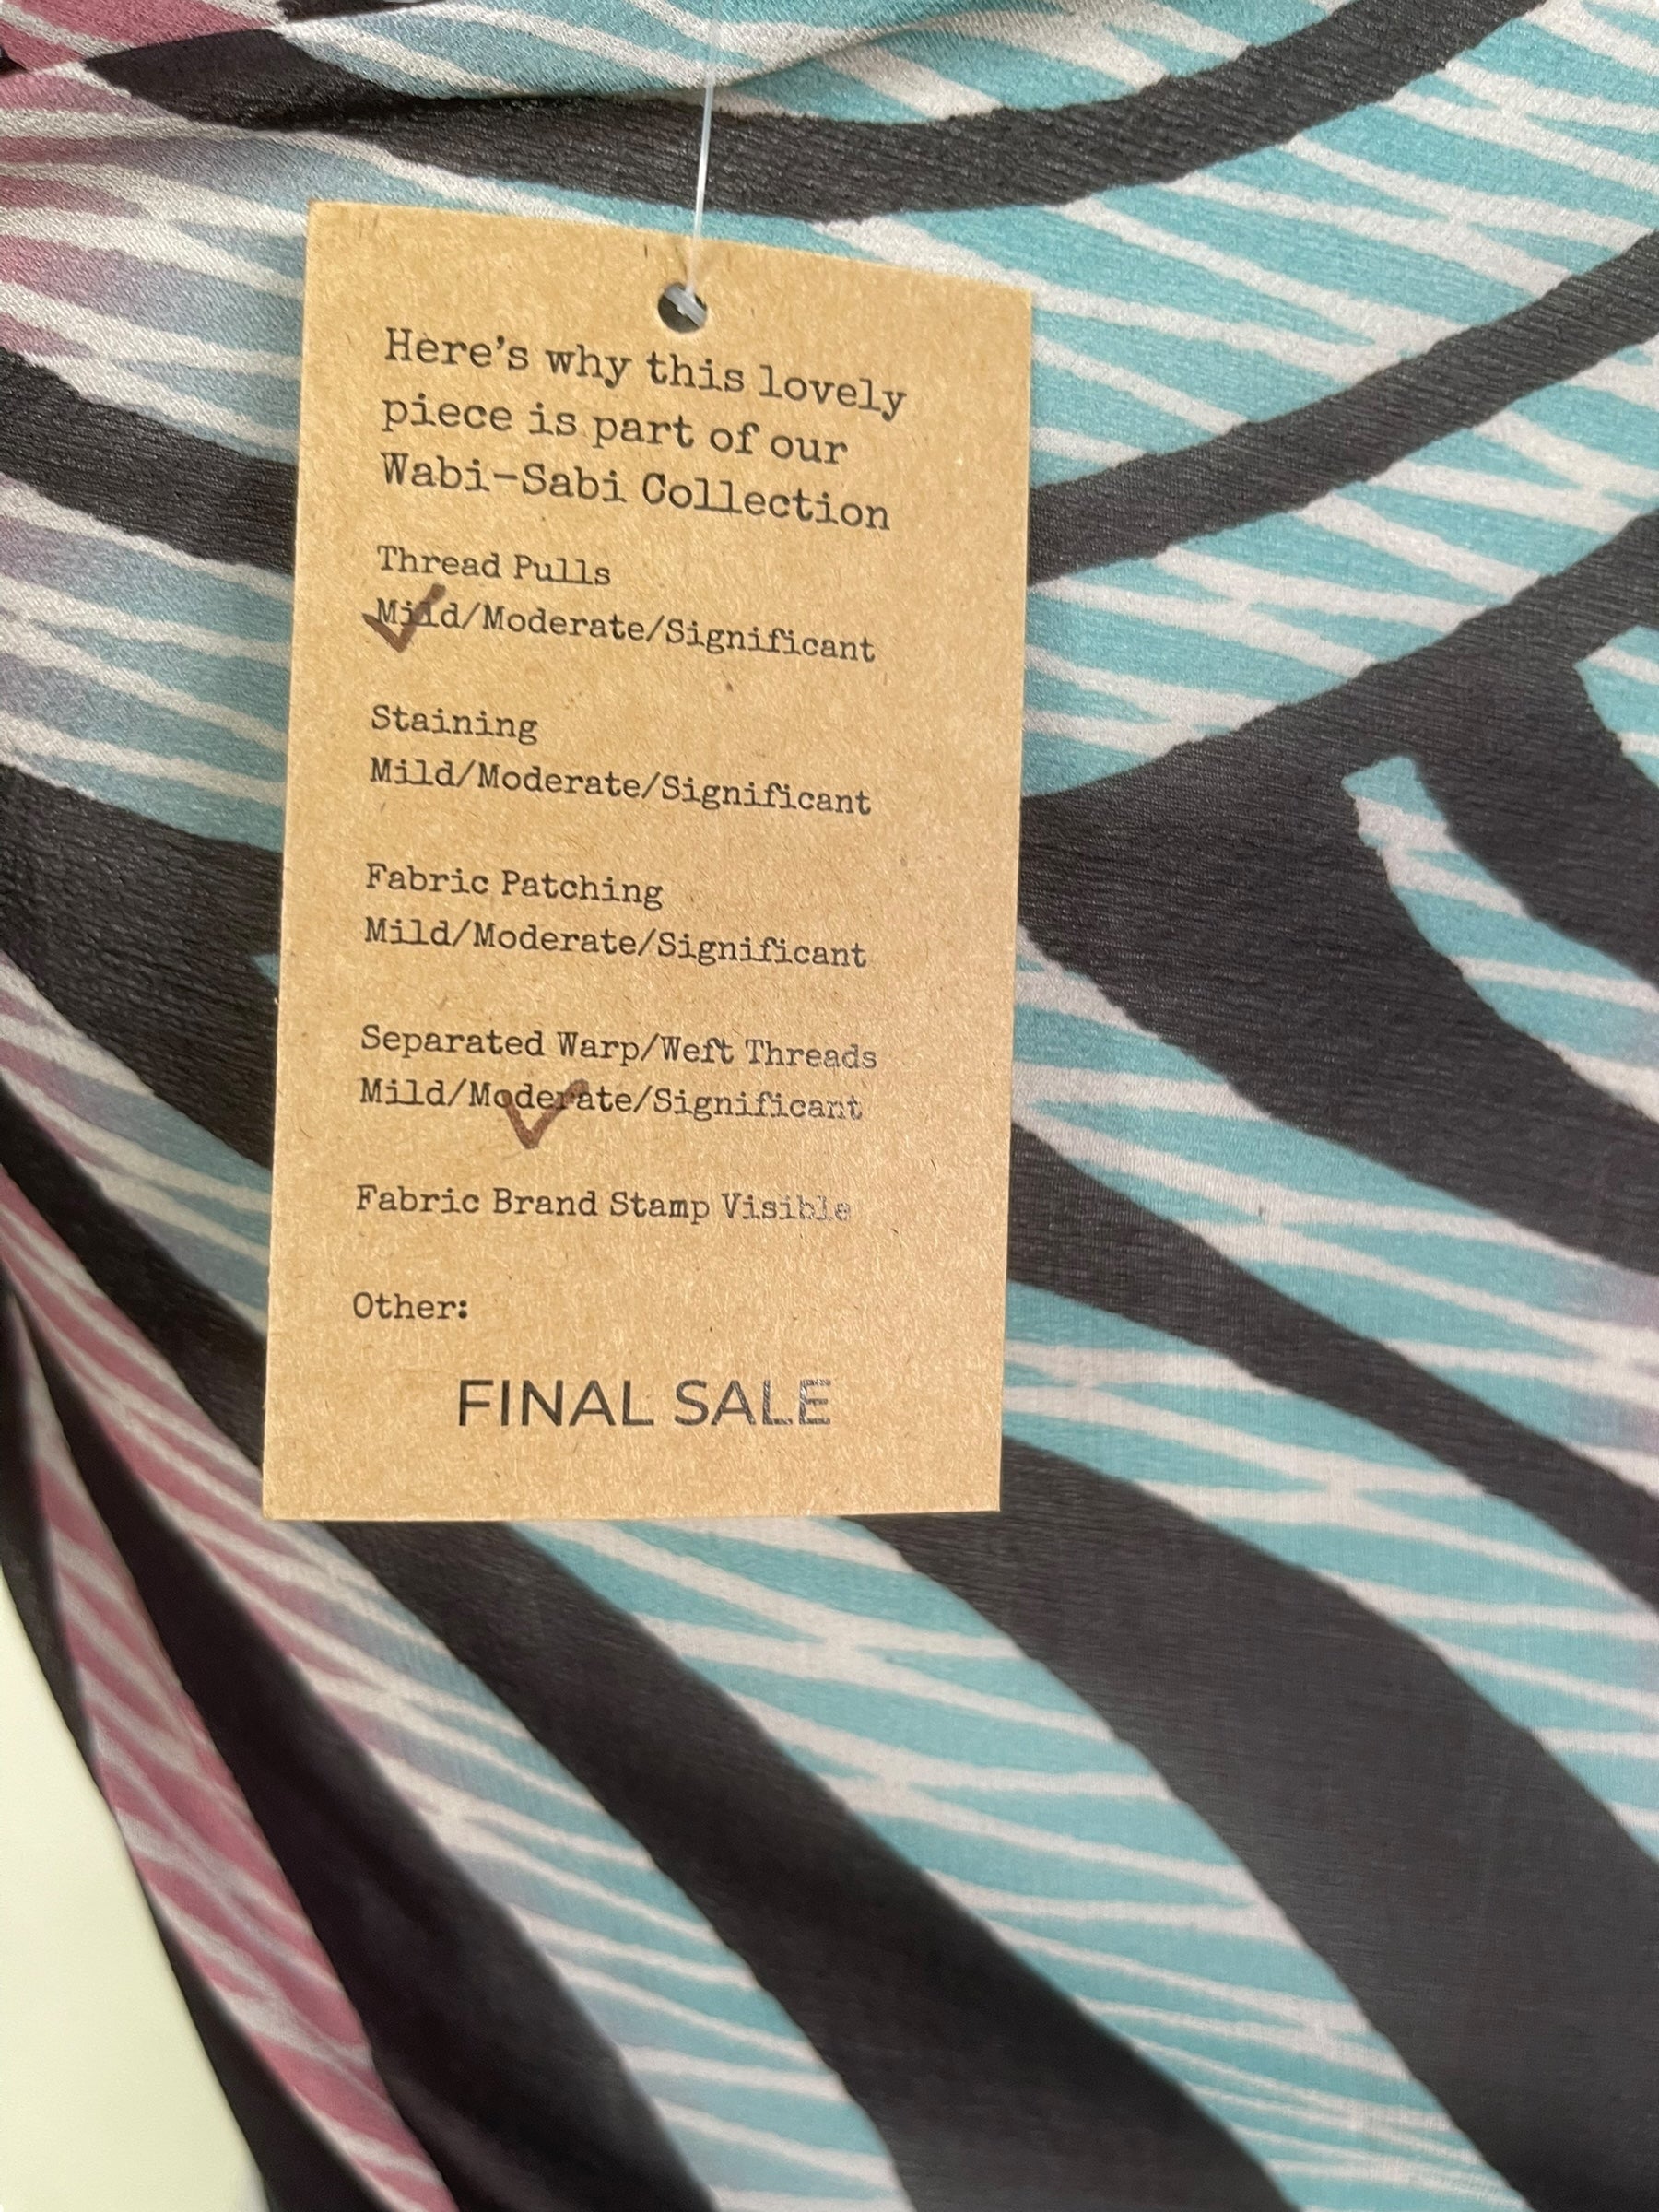 Here's why this lovely
piece is part of our
Wabi-Sabi Collection
Thread Pulls
Mild/Moderate/Significant
Staining
Mild/Moderate/Significant
Fabric Patching
Mild/Moderate/Significant
Separated Warp/Weft Threads
Mild/Moderate/Significant
Fabric Brand Stamp Visible
Other:
FINAL SALE